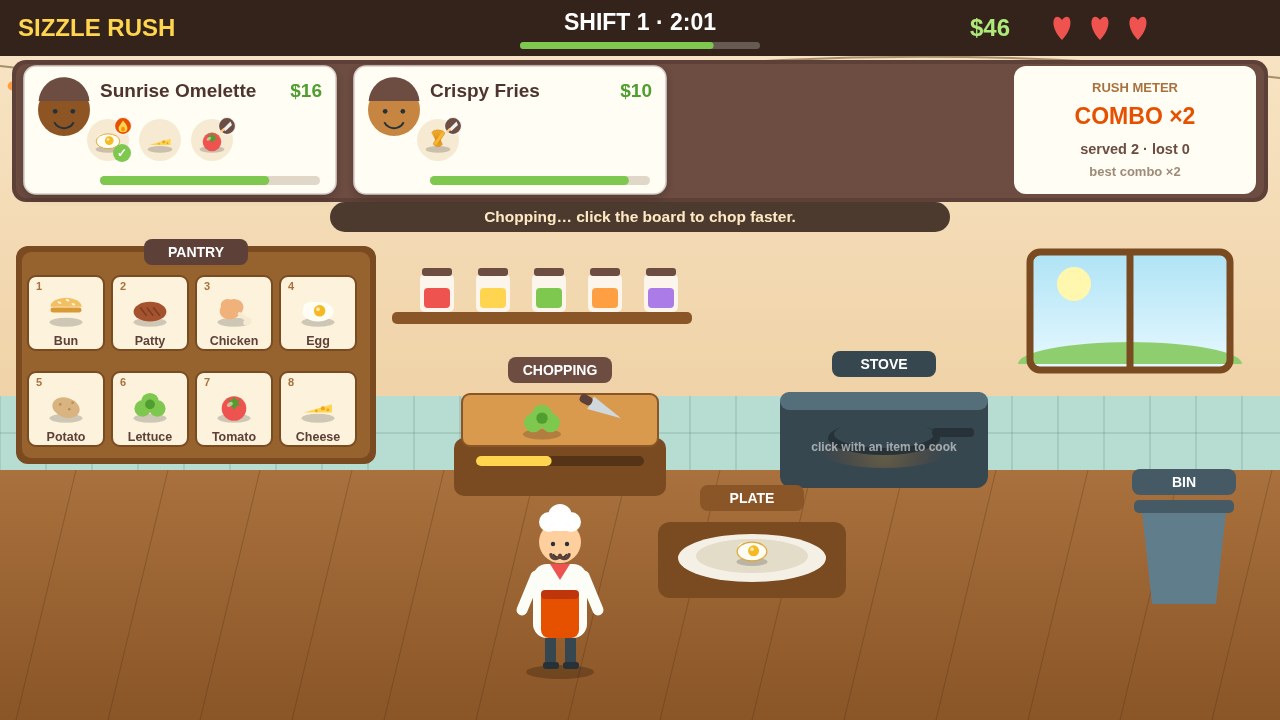 SIZZLE RUSH
SHIFT 1 · 2:01
$46
Sunrise Omelette $16
Crispy Fries $10
RUSH METER
COMBO ×2
served 2 · lost 0
best combo ×2
Chopping… click the board to chop faster.
PANTRY
1 Bun
2 Patty
3 Chicken
4 Egg
5 Potato
6 Lettuce
7 Tomato
8 Cheese
CHOPPING
STOVE
click with an item to cook
PLATE
BIN